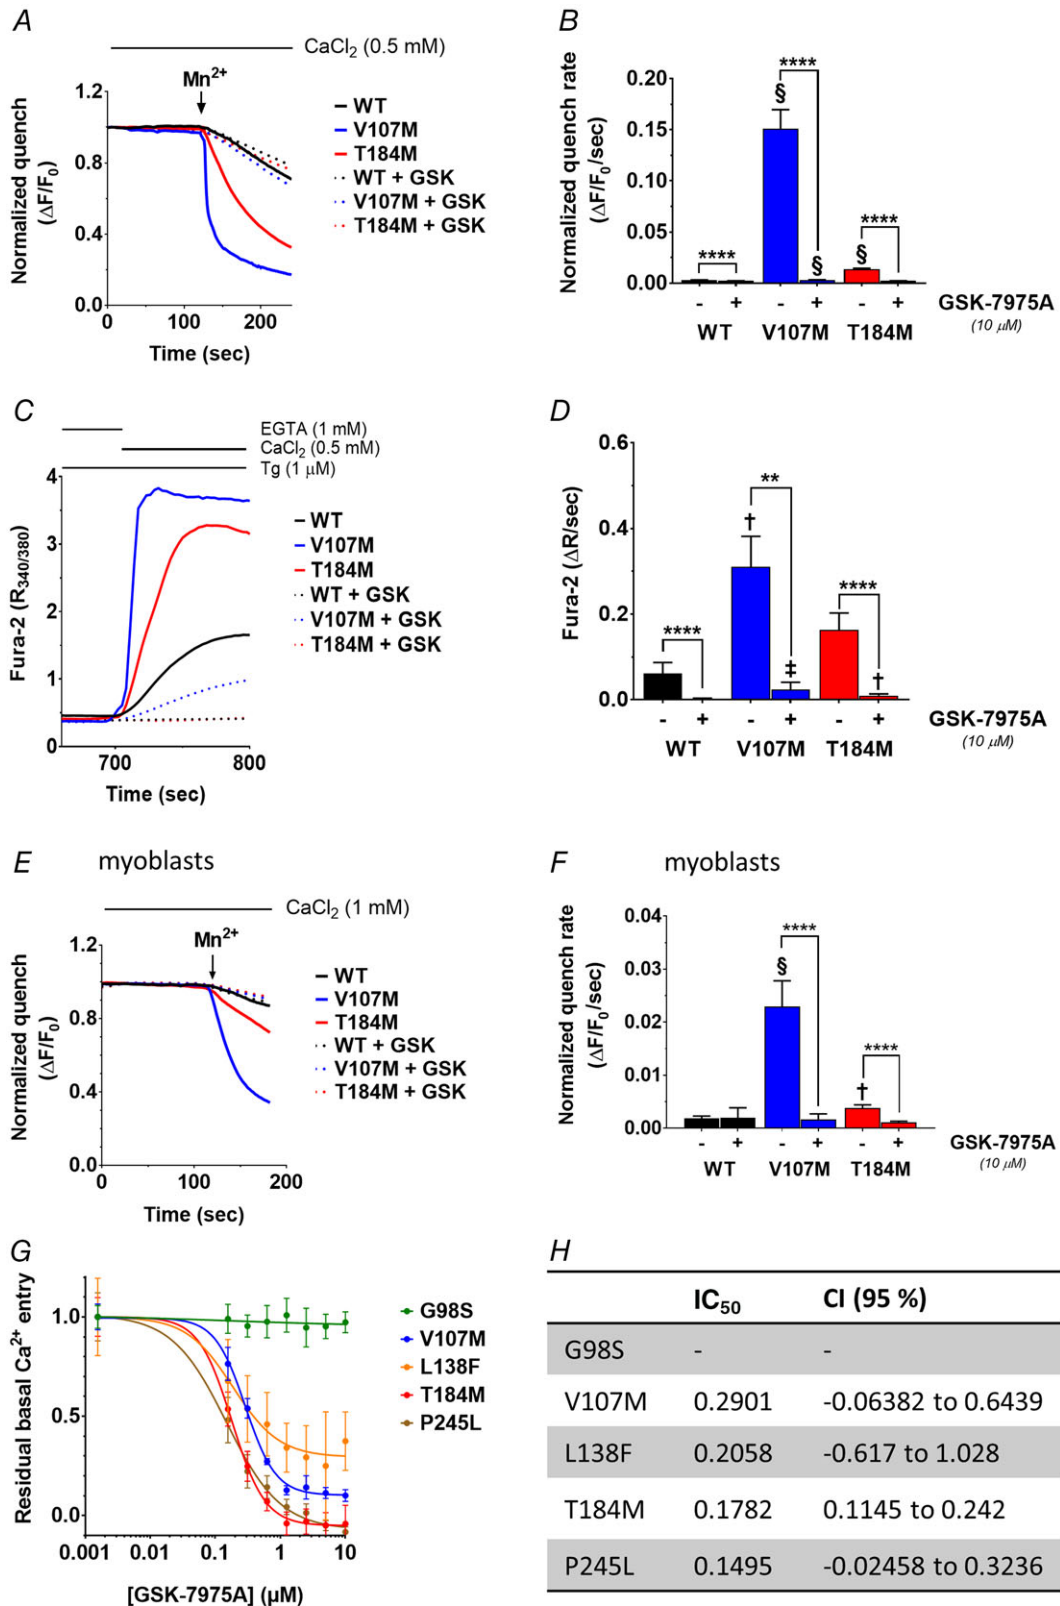 A
CaCl2 (0.5 mM)
Mn2+
1.2
0.8
0.4
0.0
0 100 200
Normalized quench
(ΔF/F0)
Time (sec)
WT
V107M
T184M
WT + GSK
V107M + GSK
T184M + GSK
B
Normalized quench rate
(ΔF/F0/sec)
0.20
0.15
0.10
0.05
0.00
**** § **** § § ****
- + - + - +
GSK-7975A
(10 µM)
WT V107M T184M
C
EGTA (1 mM)
CaCl2 (0.5 mM)
Tg (1 µM)
Fura-2 (R340/380)
4
3
2
1
0
700 800
Time (sec)
WT
V107M
T184M
WT + GSK
V107M + GSK
T184M + GSK
D
Fura-2 (ΔR/sec)
0.6
0.4
0.2
0.0
**** † ** ‡ **** †
- + - + - +
GSK-7975A
(10 µM)
WT V107M T184M
E myoblasts
CaCl2 (1 mM)
Mn2+
Normalized quench
(ΔF/F0)
1.2
0.8
0.4
0.0
0 100 200
Time (sec)
WT
V107M
T184M
WT + GSK
V107M + GSK
T184M + GSK
F myoblasts
Normalized quench rate
(ΔF/F0/sec)
0.04
0.03
0.02
0.01
0.00
§ **** † ****
- + - + - +
GSK-7975A
(10 µM)
WT V107M T184M
G
Residual basal Ca2+ entry
1.0
0.5
0.0
0.001 0.1 1 10
[GSK-7975A] (µM)
G98S
V107M
L138F
T184M
P245L
H
IC50 CI (95 %)
G98S - -
V107M 0.2901 -0.06382 to 0.6439
L138F 0.2058 -0.617 to 1.028
T184M 0.1782 0.1145 to 0.242
P245L 0.1495 -0.02458 to 0.3236